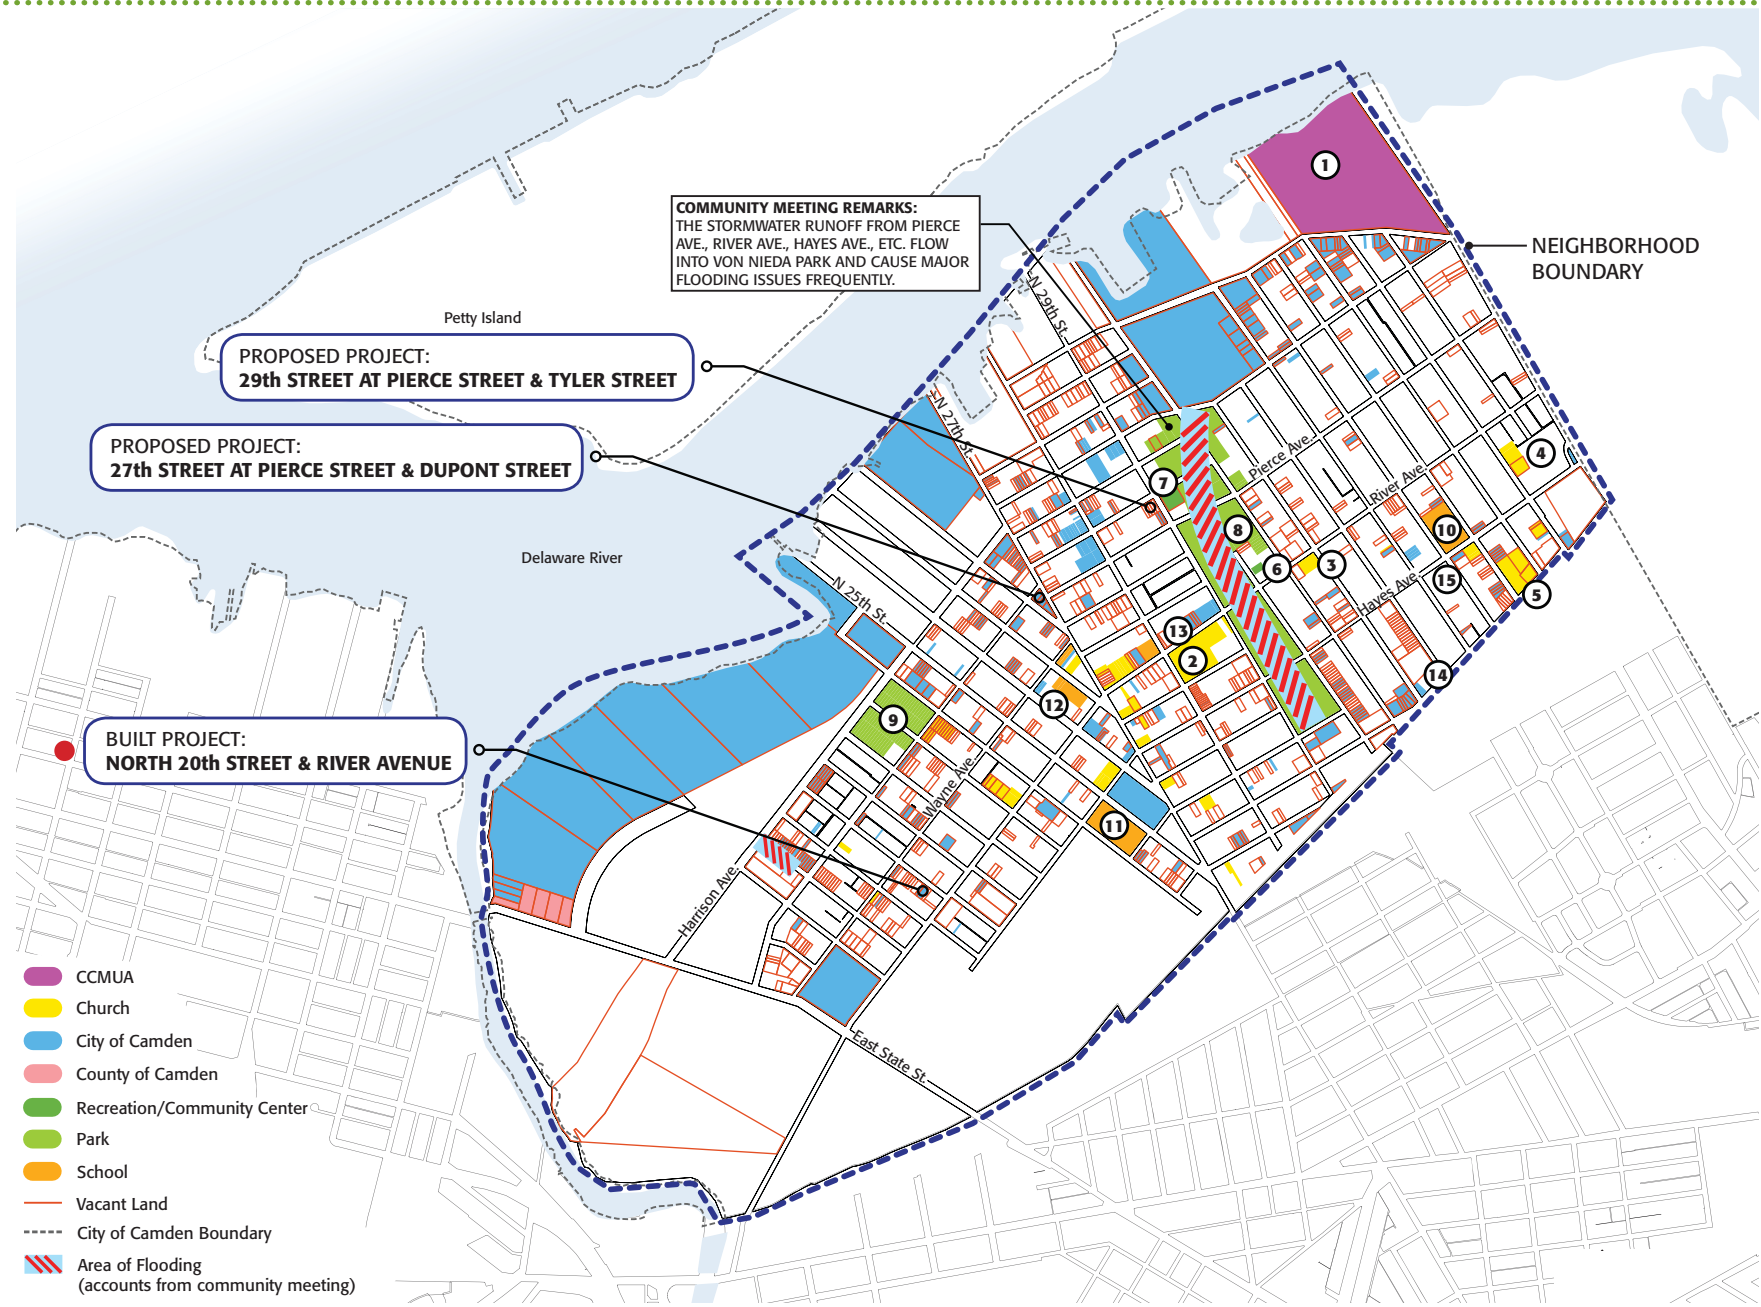 COMMUNITY MEETING REMARKS:
THE STORMWATER RUNOFF FROM PIERCE
AVE., RIVER AVE., HAYES AVE., ETC. FLOW
INTO VON NIEDA PARK AND CAUSE MAJOR
FLOODING ISSUES FREQUENTLY.
NEIGHBORHOOD
BOUNDARY
Petty Island
PROPOSED PROJECT:
29th STREET AT PIERCE STREET & TYLER STREET
PROPOSED PROJECT:
27th STREET AT PIERCE STREET & DUPONT STREET
Delaware River
BUILT PROJECT:
NORTH 20th STREET & RIVER AVENUE
N 29th St.
N 27th St.
N 25th St.
Pierce Ave.
River Ave.
Hayes Ave.
Wayne Ave.
Harrison Ave.
East State St.
1
4
7
8
10
6
3
15
5
13
2
14
12
9
11
CCMUA
Church
City of Camden
County of Camden
Recreation/Community Center
Park
School
Vacant Land
City of Camden Boundary
Area of Flooding
(accounts from community meeting)